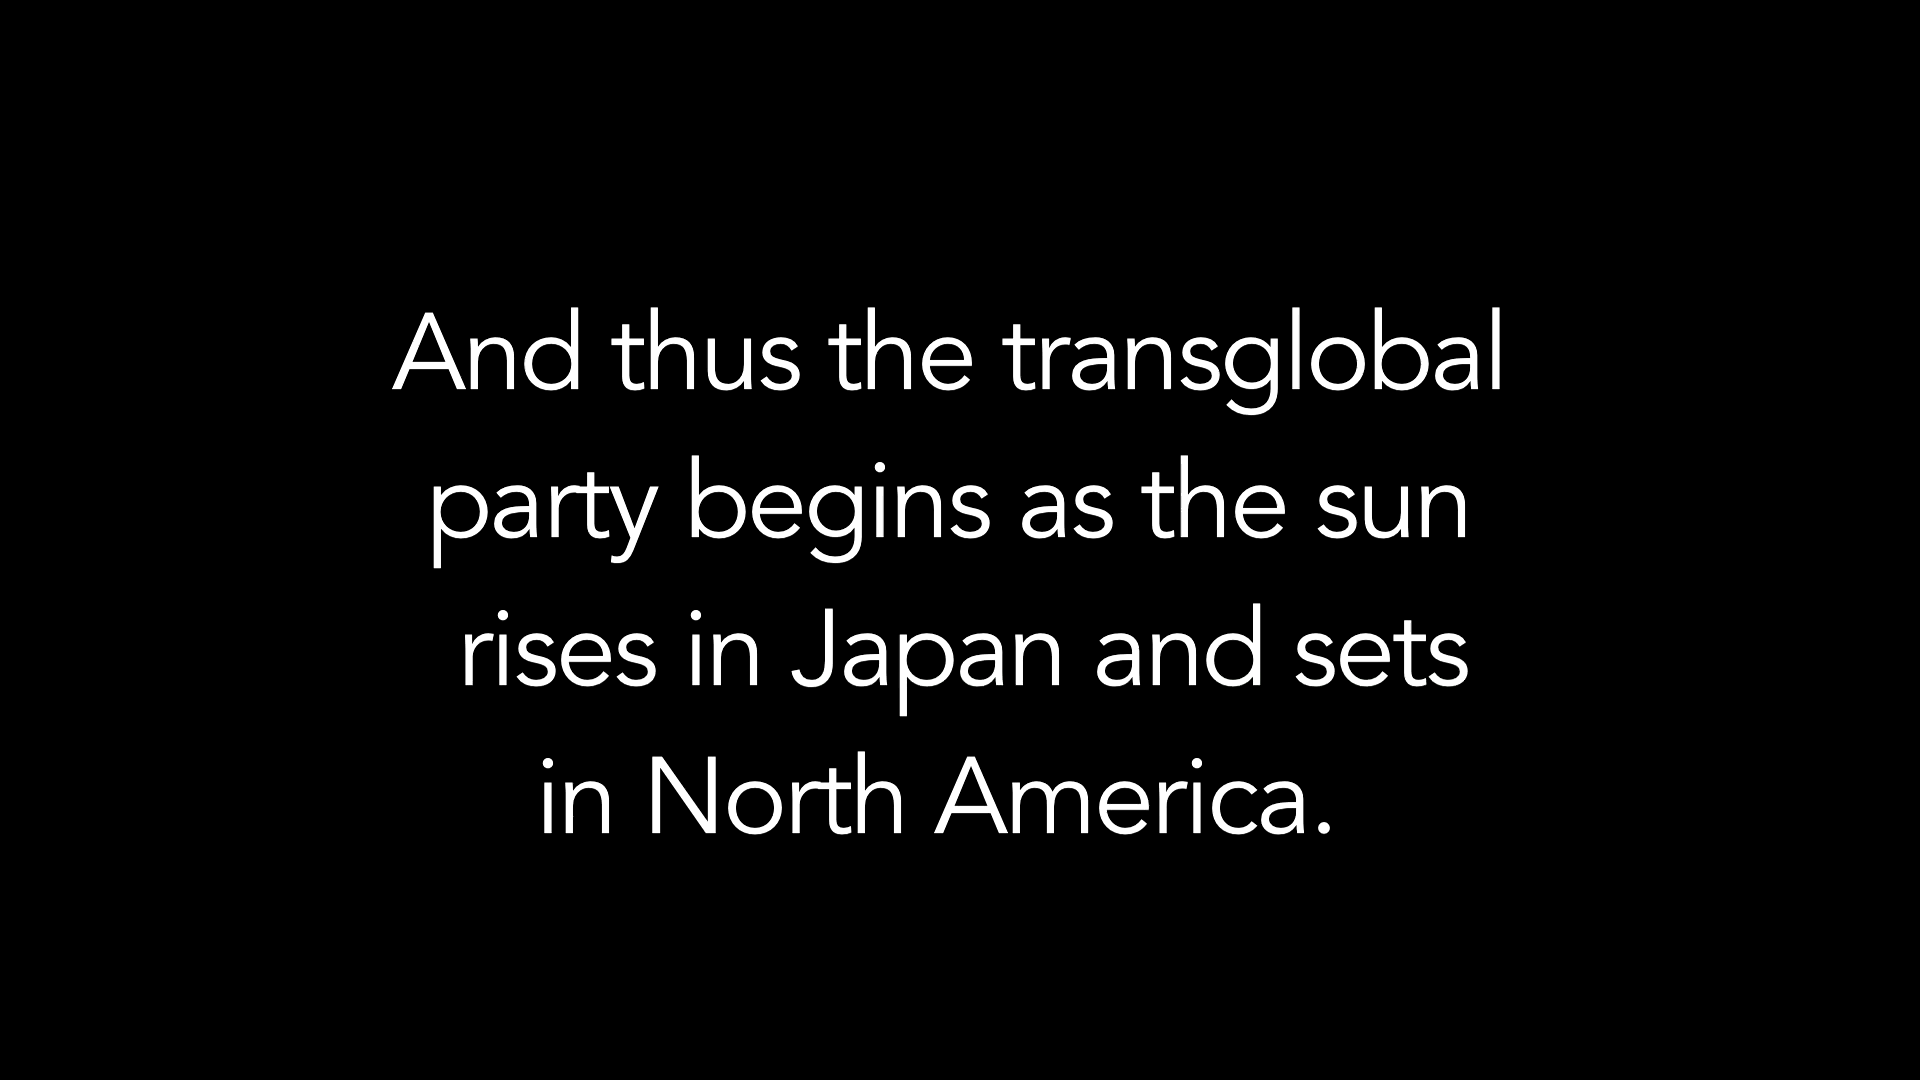 And thus the transglobal
party begins as the sun
rises in Japan and sets
in North America.